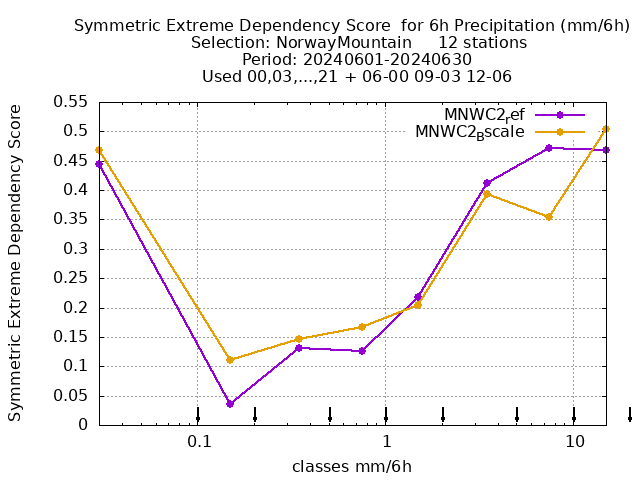 Symmetric Extreme Dependency Score  for 6h Precipitation (mm/6h)
Selection: NorwayMountain     12 stations
Period: 20240601-20240630
Used 00,03,...,21 + 06-00 09-03 12-06
MNWC2ref
MNWC2Bscale
Symmetric Extreme Dependency Score
0.55
0.5
0.45
0.4
0.35
0.3
0.25
0.2
0.15
0.1
0.05
0
0.1 1 10
classes mm/6h